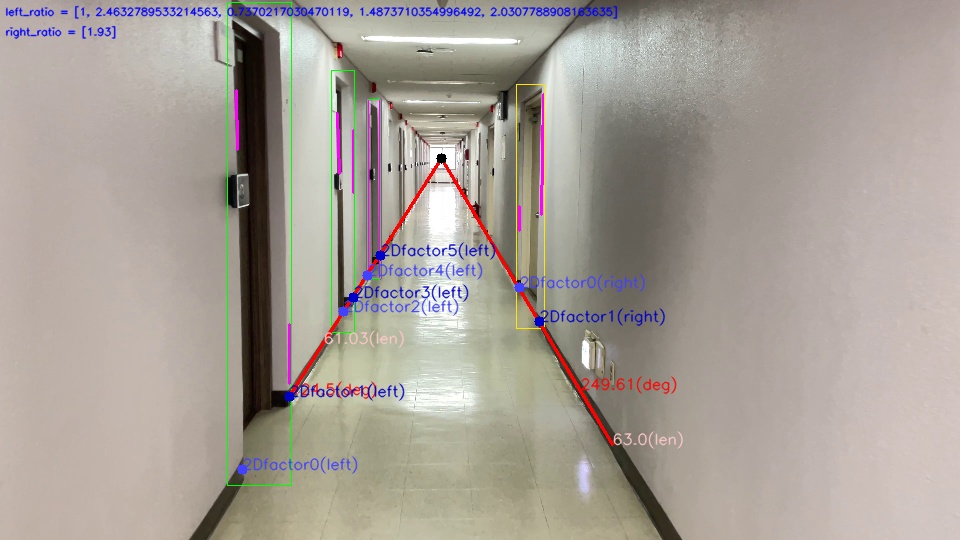 left_ratio = [1, 2.4632789533214563, 0.7370217030470119, 1.4873710354996492, 2.0307788908163635]
right_ratio = [1.93]
2Dfactor5(left)
2Dfactor4(left)
2Dfactor0(right)
2Dfactor3(left)
2Dfactor2(left)
2Dfactor1(right)
61.03(len)
249.61(deg)
2Dfactor1(left)
63.0(len)
2Dfactor0(left)